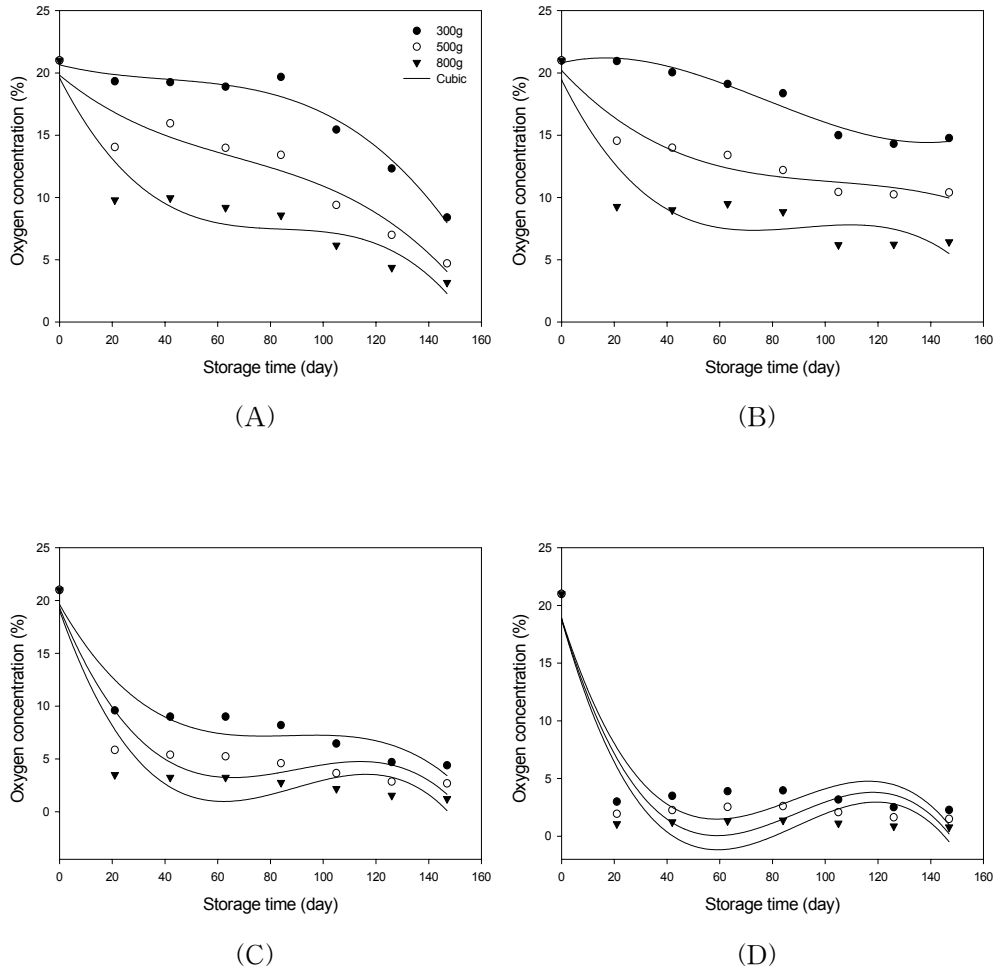 25
20
15
10
5
0
Oxygen concentration (%)
0 20 40 60 80 100 120 140 160
Storage time (day)
300g
500g
800g
Cubic
(A)
25
20
15
10
5
0
Oxygen concentration (%)
0 20 40 60 80 100 120 140 160
Storage time (day)
(B)
25
20
15
10
5
0
Oxygen concentration (%)
0 20 40 60 80 100 120 140 160
Storage time (day)
(C)
25
20
15
10
5
0
Oxygen concentration (%)
0 20 40 60 80 100 120 140 160
Storage time (day)
(D)